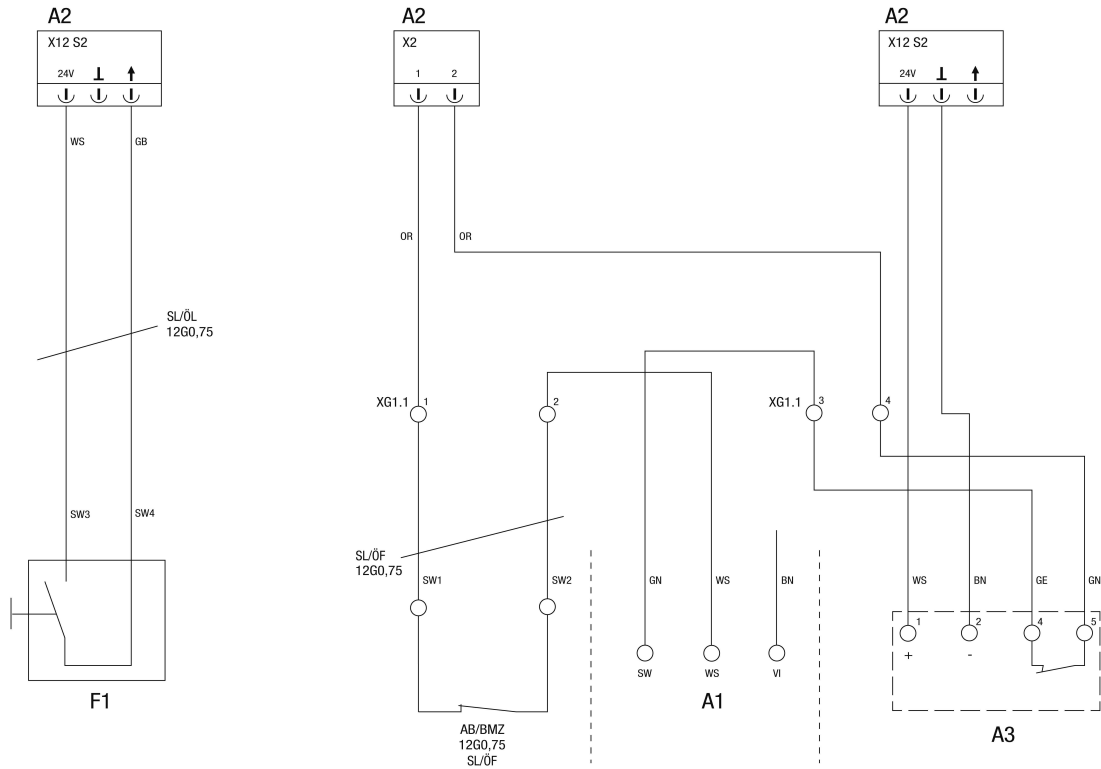 A2
X12 S2
24V
WS
GB
SL/ÖL
12G0,75
SW3
SW4
F1
A2
X2
1
2
OR
OR
XG1.1
1
2
SL/ÖF
12G0,75
SW1
SW2
AB/BMZ
12G0,75
SL/ÖF
GN
WS
BN
SW
WS
VI
A1
A2
X12 S2
24V
XG1.1
3
4
WS
BN
GE
GN
1
2
4
5
+
-
A3